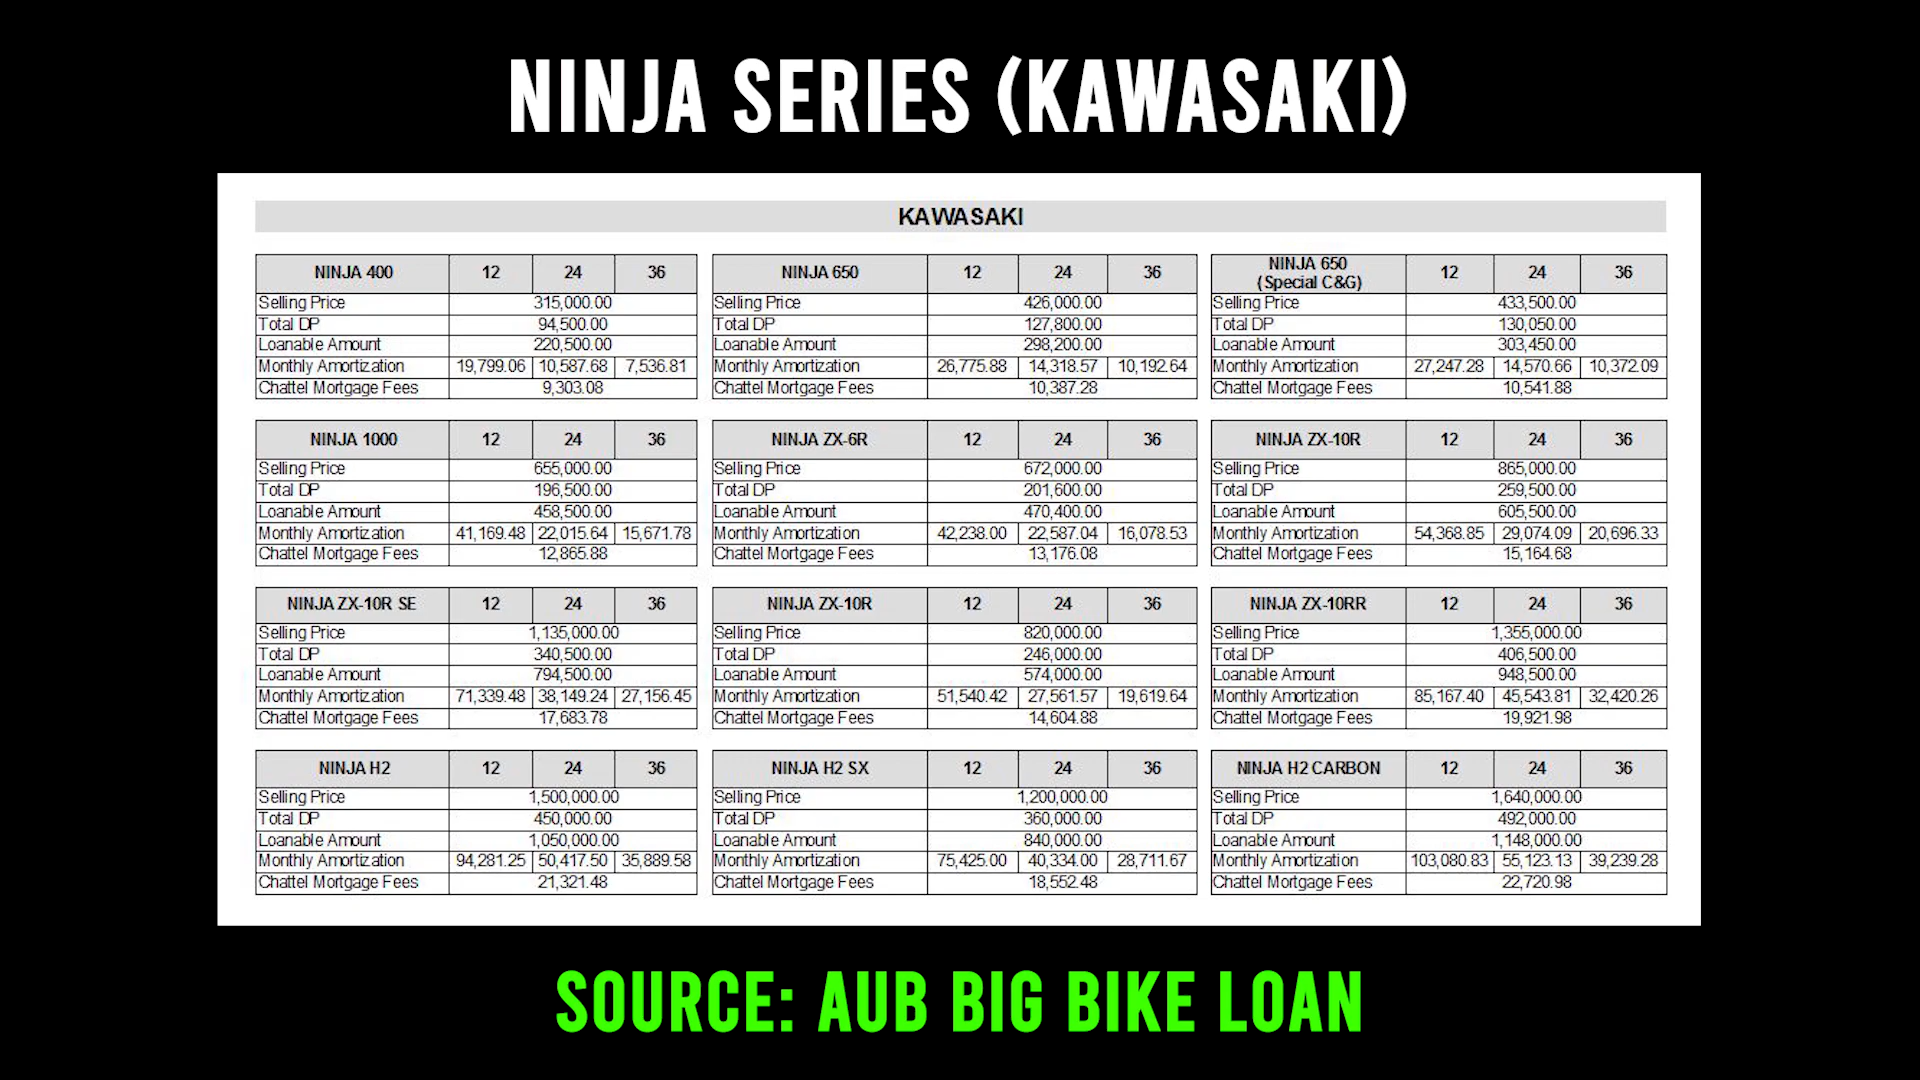 NINJA SERIES (KAWASAKI)
KAWASAKI
NINJA 400 12 24 36
Selling Price 315,000.00
Total DP 94,500.00
Loanable Amount 220,500.00
Monthly Amortization 19,799.06 10,587.68 7,536.81
Chattel Mortgage Fees 9,303.08
NINJA 650 12 24 36
Selling Price 426,000.00
Total DP 127,800.00
Loanable Amount 298,200.00
Monthly Amortization 26,775.88 14,318.57 10,192.64
Chattel Mortgage Fees 10,387.28
NINJA 650
(Special C&G) 12 24 36
Selling Price 433,500.00
Total DP 130,050.00
Loanable Amount 303,450.00
Monthly Amortization 27,247.28 14,570.66 10,372.09
Chattel Mortgage Fees 10,541.88
NINJA 1000 12 24 36
Selling Price 655,000.00
Total DP 196,500.00
Loanable Amount 458,500.00
Monthly Amortization 41,169.48 22,015.64 15,671.78
Chattel Mortgage Fees 12,865.88
NINJA ZX-6R 12 24 36
Selling Price 672,000.00
Total DP 201,600.00
Loanable Amount 470,400.00
Monthly Amortization 42,238.00 22,587.04 16,078.53
Chattel Mortgage Fees 13,176.08
NINJA ZX-10R 12 24 36
Selling Price 865,000.00
Total DP 259,500.00
Loanable Amount 605,500.00
Monthly Amortization 54,368.85 29,074.09 20,696.33
Chattel Mortgage Fees 15,164.68
NINJA ZX-10R SE 12 24 36
Selling Price 1,135,000.00
Total DP 340,500.00
Loanable Amount 794,500.00
Monthly Amortization 71,339.48 38,149.24 27,156.45
Chattel Mortgage Fees 17,683.78
NINJA ZX-10R 12 24 36
Selling Price 820,000.00
Total DP 246,000.00
Loanable Amount 574,000.00
Monthly Amortization 51,540.42 27,561.57 19,619.64
Chattel Mortgage Fees 14,604.88
NINJA ZX-10RR 12 24 36
Selling Price 1,355,000.00
Total DP 406,500.00
Loanable Amount 948,500.00
Monthly Amortization 85,167.40 45,543.81 32,420.26
Chattel Mortgage Fees 19,921.98
NINJA H2 12 24 36
Selling Price 1,500,000.00
Total DP 450,000.00
Loanable Amount 1,050,000.00
Monthly Amortization 94,281.25 50,417.50 35,889.58
Chattel Mortgage Fees 21,321.48
NINJA H2 SX 12 24 36
Selling Price 1,200,000.00
Total DP 360,000.00
Loanable Amount 840,000.00
Monthly Amortization 75,425.00 40,334.00 28,711.67
Chattel Mortgage Fees 18,552.48
NINJA H2 CARBON 12 24 36
Selling Price 1,640,000.00
Total DP 492,000.00
Loanable Amount 1,148,000.00
Monthly Amortization 103,080.83 55,123.13 39,239.28
Chattel Mortgage Fees 22,720.98
SOURCE: AUB BIG BIKE LOAN